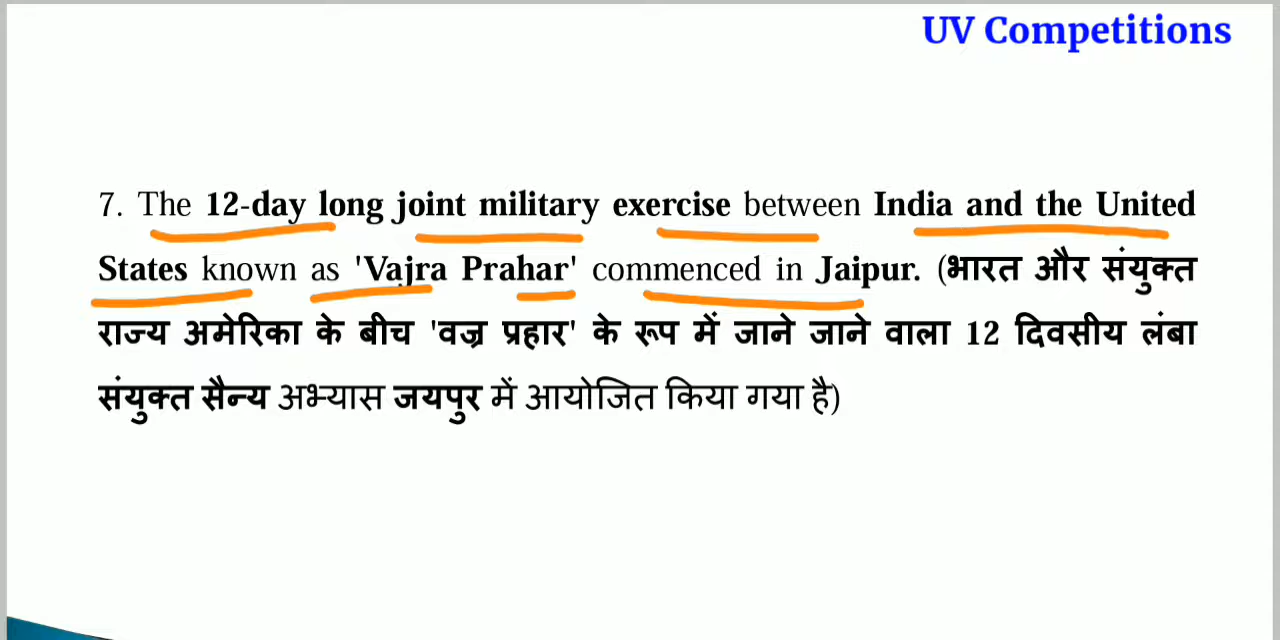 UV Competitions
7. The 12-day long joint military exercise between India and the United
States known as 'Vajra Prahar' commenced in Jaipur. (भारत और संयुक्त
राज्य अमेरिका के बीच 'वज्र प्रहार' के रूप में जाने जाने वाला 12 दिवसीय लंबा
संयुक्त सैन्य अभ्यास जयपुर में आयोजित किया गया है)